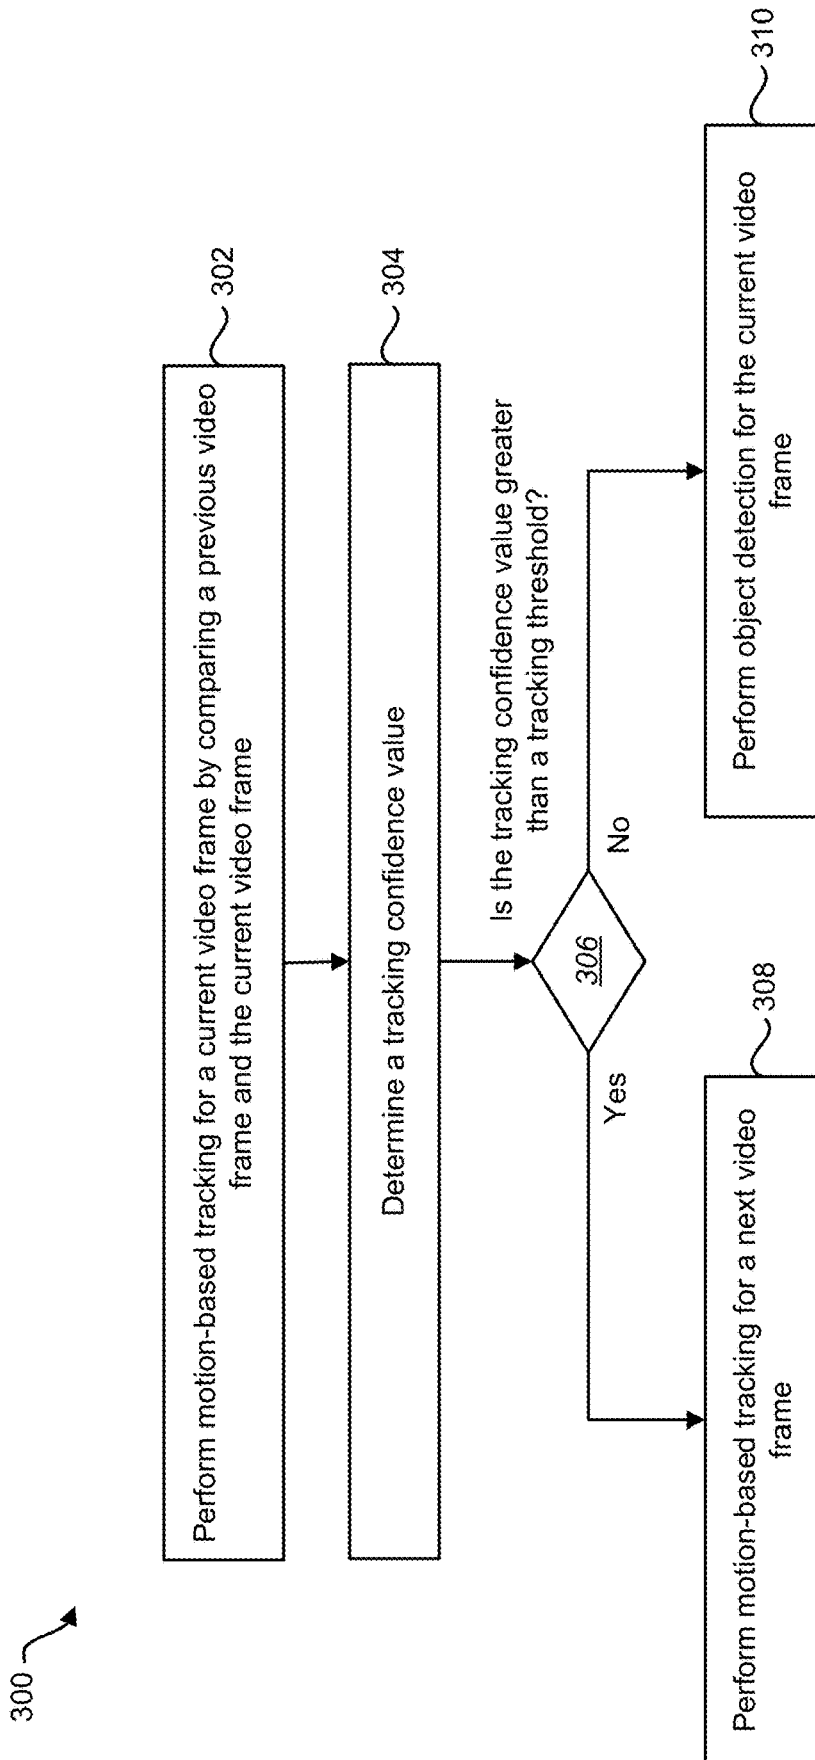 300
Perform motion-based tracking for a current video frame by comparing a previous video
frame and the current video frame
302
Determine a tracking confidence value
304
Is the tracking confidence value greater
than a tracking threshold?
306
Yes
No
Perform motion-based tracking for a next video
frame
308
Perform object detection for the current video
frame
310